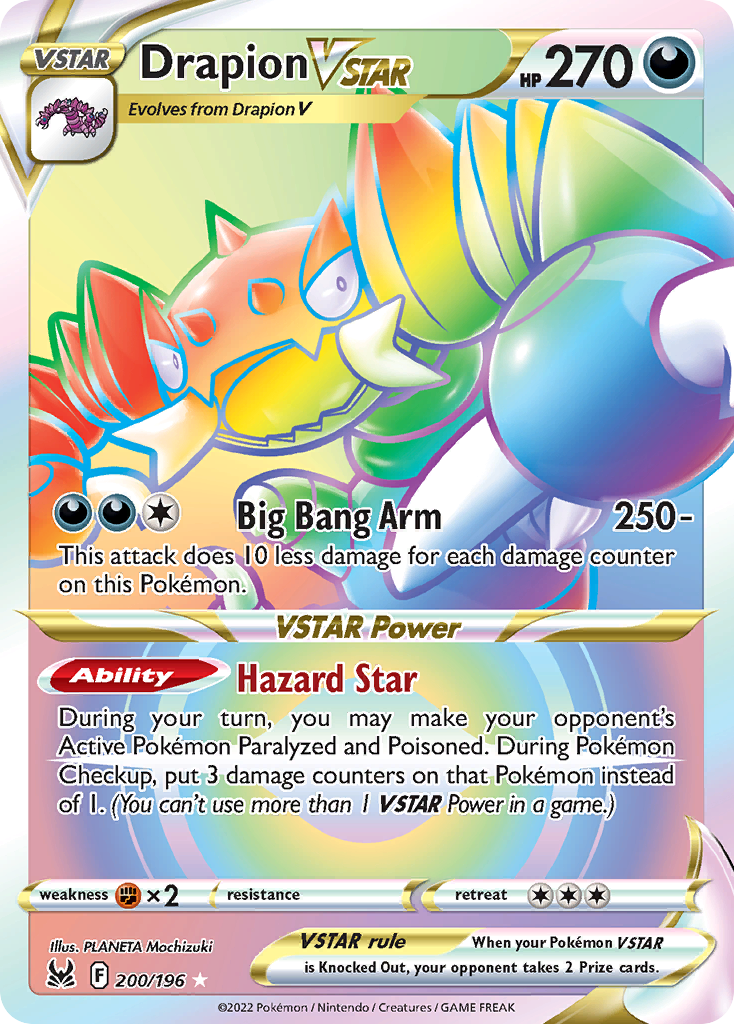 VSTAR
Drapion VSTAR HP 270
Evolves from Drapion V
Big Bang Arm 250-
This attack does 10 less damage for each damage counter
on this Pokémon.
VSTAR Power
Ability Hazard Star
During your turn, you may make your opponent's
Active Pokémon Paralyzed and Poisoned. During Pokémon
Checkup, put 3 damage counters on that Pokémon instead
of 1. (You can't use more than 1 VSTAR Power in a game.)
weakness ×2 resistance retreat
Illus. PLANETA Mochizuki
F 200/196
VSTAR rule When your Pokémon VSTAR
is Knocked Out, your opponent takes 2 Prize cards.
©2022 Pokémon / Nintendo / Creatures / GAME FREAK